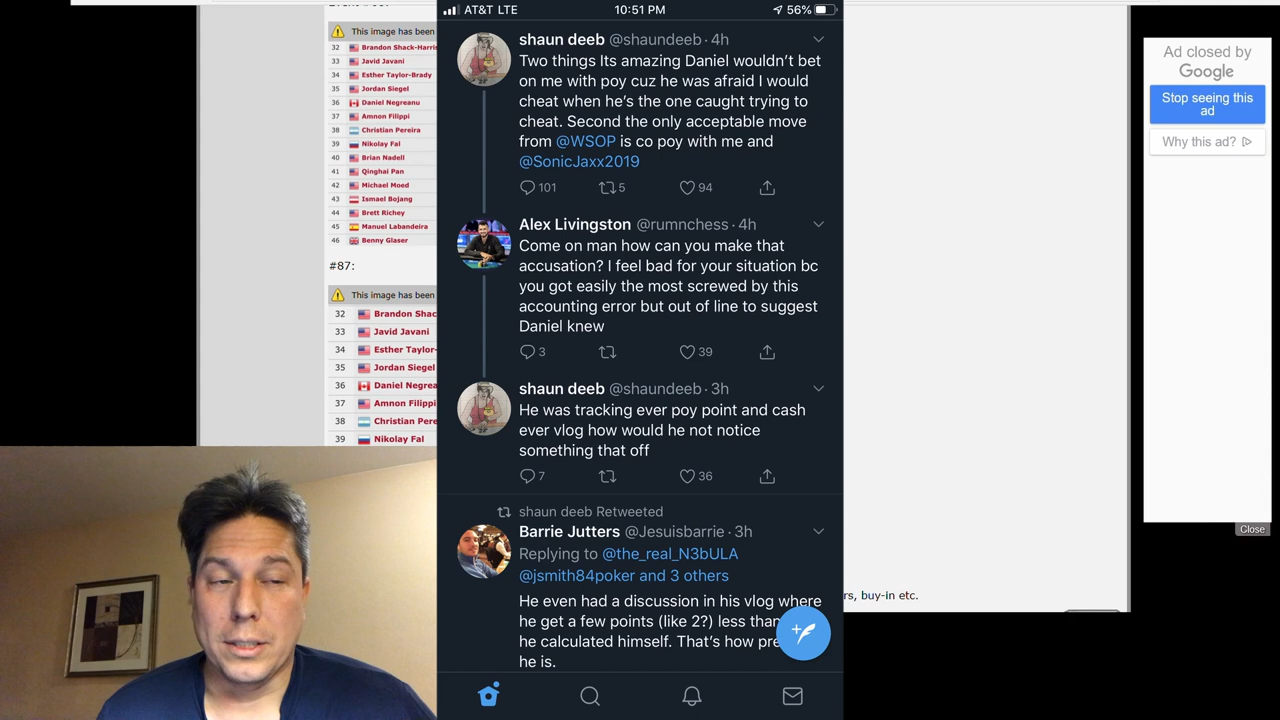 This image has been
32 Brandon Shack-Harris
33 Javid Javani
34 Esther Taylor-Brady
35 Jordan Siegel
36 Daniel Negreanu
37 Amnon Filippi
38 Christian Pereira
39 Nikolay Fal
40 Brian Nadell
41 Qinghai Pan
42 Michael Moed
43 Ismael Bojang
44 Brett Richey
45 Manuel Labandeira
46 Benny Glaser
#87:
This image has been
32 Brandon Shac
33 Javid Javani
34 Esther Taylor-
35 Jordan Siegel
36 Daniel Negrea
37 Amnon Filippi
38 Christian Pere
39 Nikolay Fal
AT&T LTE 10:51 PM 56%
shaun deeb @shaundeeb · 4h
Two things Its amazing Daniel wouldn't bet
on me with poy cuz he was afraid I would
cheat when he's the one caught trying to
cheat. Second the only acceptable move
from @WSOP is co poy with me and
@SonicJaxx2019
101 5 94
Alex Livingston @rumnchess · 4h
Come on man how can you make that
accusation? I feel bad for your situation bc
you got easily the most screwed by this
accounting error but out of line to suggest
Daniel knew
3 39
shaun deeb @shaundeeb · 3h
He was tracking ever poy point and cash
ever vlog how would he not notice
something that off
7 36
shaun deeb Retweeted
Barrie Jutters @Jesuisbarrie · 3h
Replying to @the_real_N3bULA
@jsmith84poker and 3 others
He even had a discussion in his vlog where
he get a few points (like 2?) less than
he calculated himself. That's how pre
he is.
rs, buy-in etc.
Ad closed by
Google
Stop seeing this
ad
Why this ad?
Close